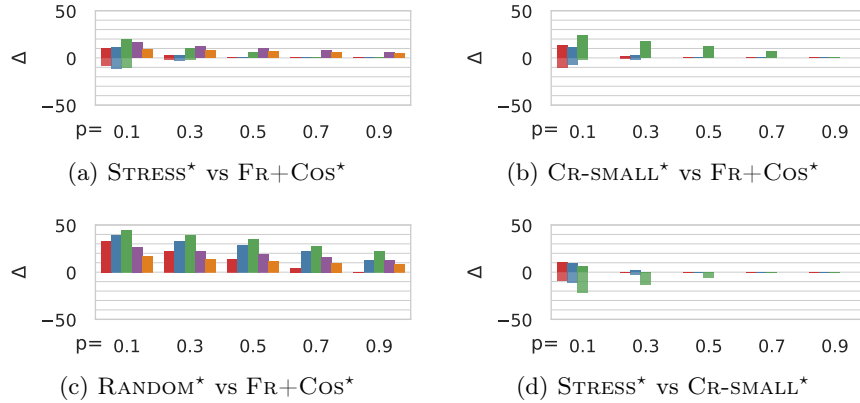 50
Δ
0
−50
p= 0.1 0.3 0.5 0.7 0.9
(a) STRESS* vs FR+COS*
50
Δ
0
−50
p= 0.1 0.3 0.5 0.7 0.9
(b) CR-SMALL* vs FR+COS*
50
Δ
0
−50
p= 0.1 0.3 0.5 0.7 0.9
(c) RANDOM* vs FR+COS*
50
Δ
0
−50
p= 0.1 0.3 0.5 0.7 0.9
(d) STRESS* vs CR-SMALL*